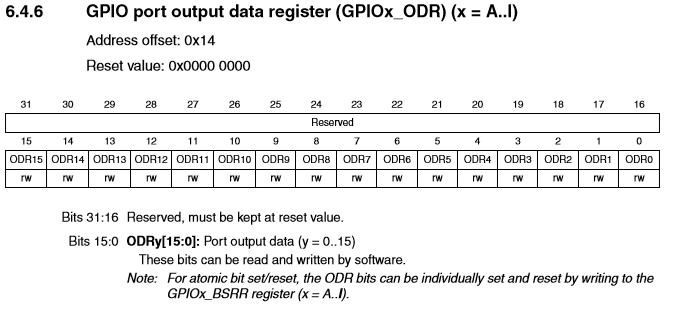 6.4.6 GPIO port output data register (GPIOx_ODR) (x = A..I)
Address offset: 0x14
Reset value: 0x0000 0000
31 30 29 28 27 26 25 24 23 22 21 20 19 18 17 16
Reserved
15 14 13 12 11 10 9 8 7 6 5 4 3 2 1 0
ODR15 ODR14 ODR13 ODR12 ODR11 ODR10 ODR9 ODR8 ODR7 ODR6 ODR5 ODR4 ODR3 ODR2 ODR1 ODR0
rw rw rw rw rw rw rw rw rw rw rw rw rw rw rw rw
Bits 31:16 Reserved, must be kept at reset value.
Bits 15:0 ODRy[15:0]: Port output data (y = 0..15)
These bits can be read and written by software.
Note: For atomic bit set/reset, the ODR bits can be individually set and reset by writing to the
GPIOx_BSRR register (x = A..I).